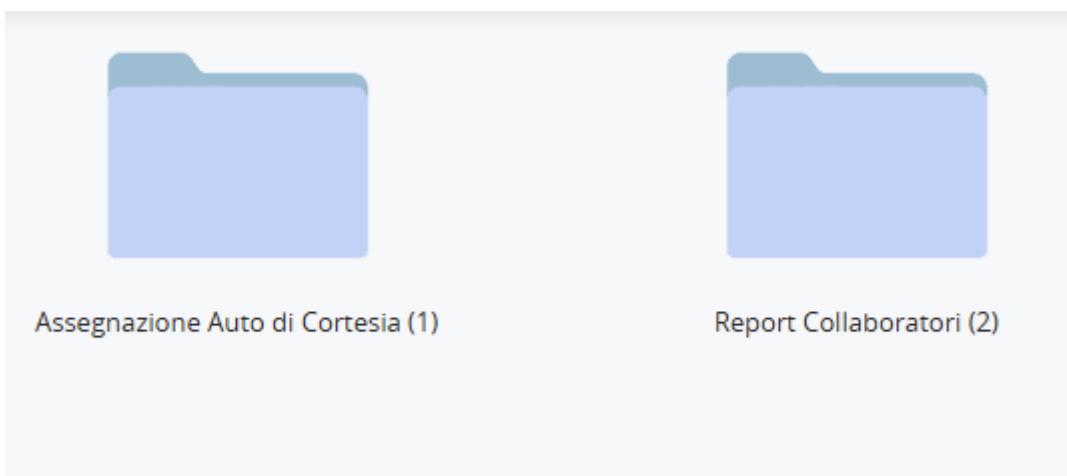 Assegnazione Auto di Cortesia (1)
Report Collaboratori (2)